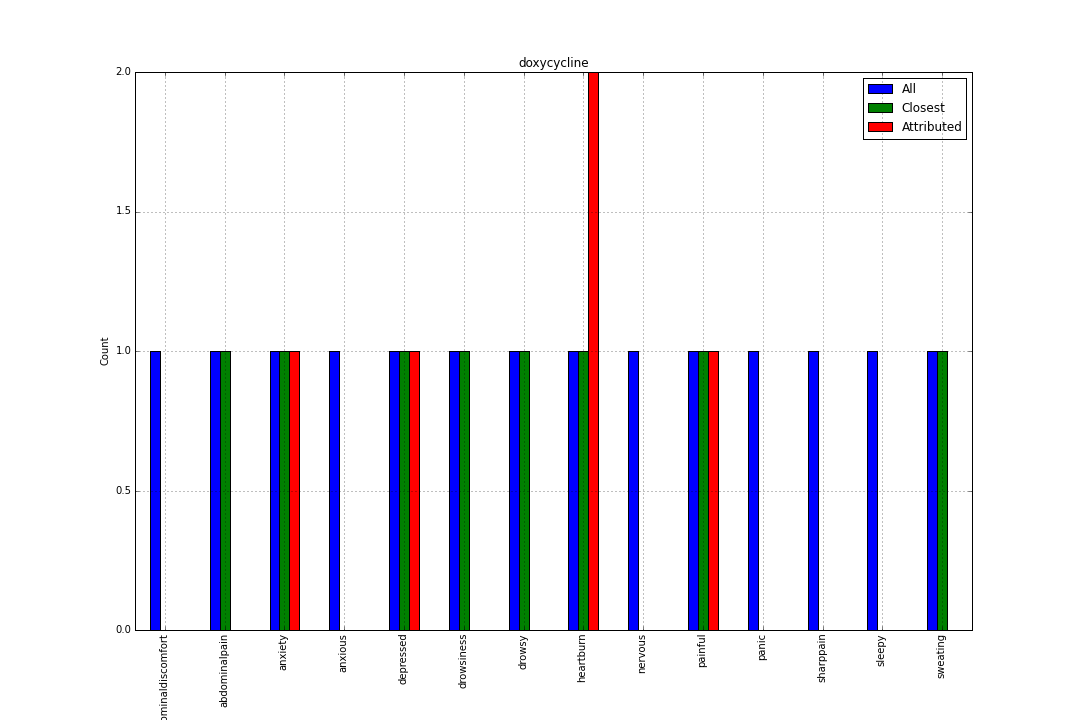 doxycycline
2.0
1.5
1.0
0.5
0.0
Count
All
Closest
Attributed
ominaldiscomfort
abdominalpain
anxiety
anxious
depressed
drowsiness
drowsy
heartburn
nervous
painful
panic
sharppain
sleepy
sweating